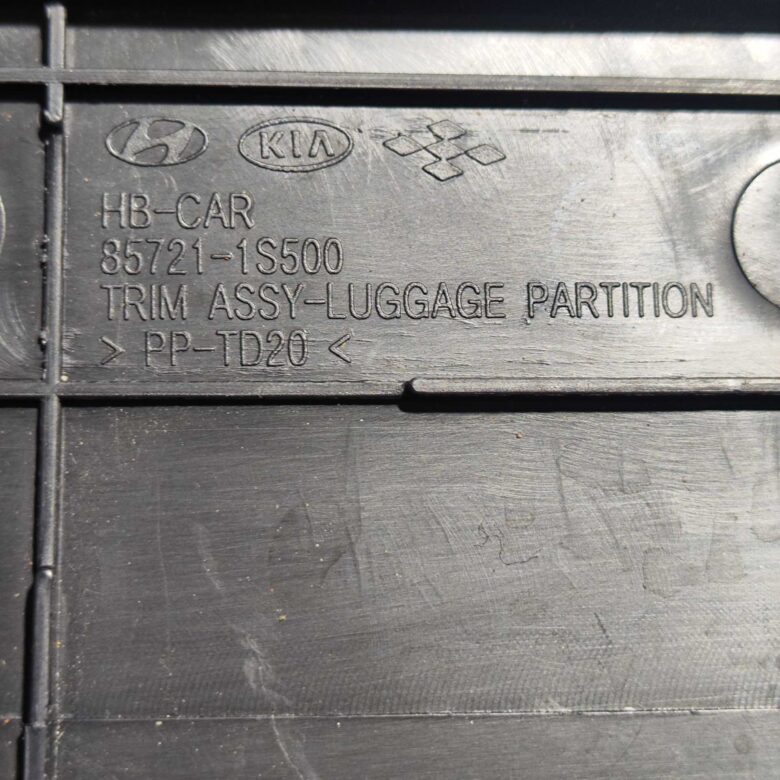 KIA
HB-CAR
85721-1S500
TRIM ASSY-LUGGAGE PARTITION
> PP-TD20 <